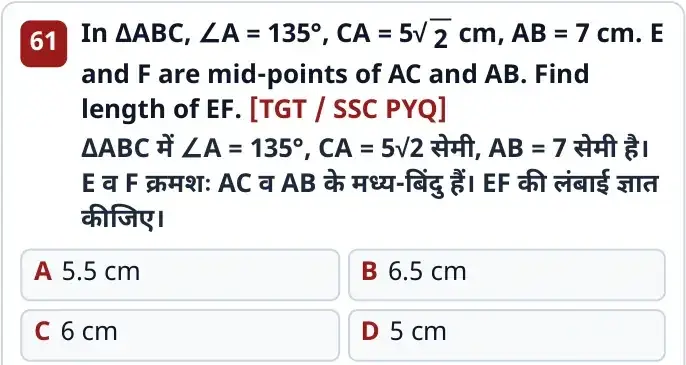 61 In ΔABC, ∠A = 135°, CA = 5√2 cm, AB = 7 cm. E
and F are mid-points of AC and AB. Find
length of EF. [TGT / SSC PYQ]
ΔABC में ∠A = 135°, CA = 5√2 सेमी, AB = 7 सेमी है।
E व F क्रमशः AC व AB के मध्य-बिंदु हैं। EF की लंबाई ज्ञात
कीजिए।
A 5.5 cm B 6.5 cm
C 6 cm D 5 cm